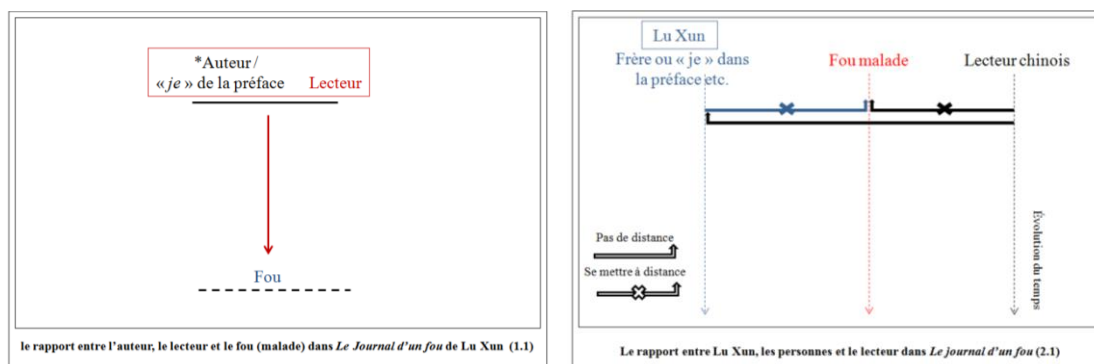 *Auteur /
« je » de la préface Lecteur
Fou
le rapport entre l'auteur, le lecteur et le fou (malade) dans Le Journal d'un fou de Lu Xun (1.1)
Lu Xun
Frère ou « je » dans
la préface etc.
Fou malade
Lecteur chinois
Pas de distance
Se mettre à distance
Évolution du temps
Le rapport entre Lu Xun, les personnes et le lecteur dans Le journal d'un fou (2.1)